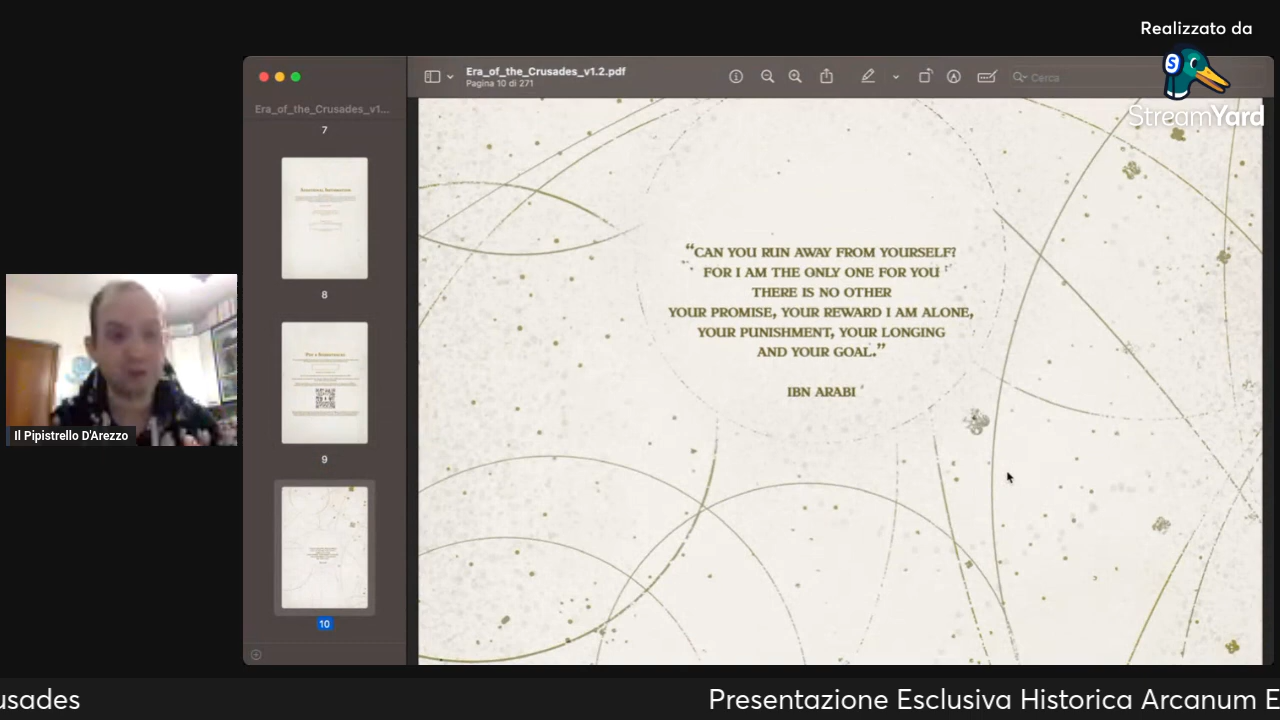 Realizzato da
StreamYard
Era_of_the_Crusades_v1.2.pdf
Pagina 10 di 271
Cerca
Era_of_the_Crusades_v1...
7
8
9
10
“CAN YOU RUN AWAY FROM YOURSELF?
FOR I AM THE ONLY ONE FOR YOU
THERE IS NO OTHER
YOUR PROMISE, YOUR REWARD I AM ALONE,
YOUR PUNISHMENT, YOUR LONGING
AND YOUR GOAL.”
IBN ARABI
Il Pipistrello D'Arezzo
usades
Presentazione Esclusiva Historica Arcanum E